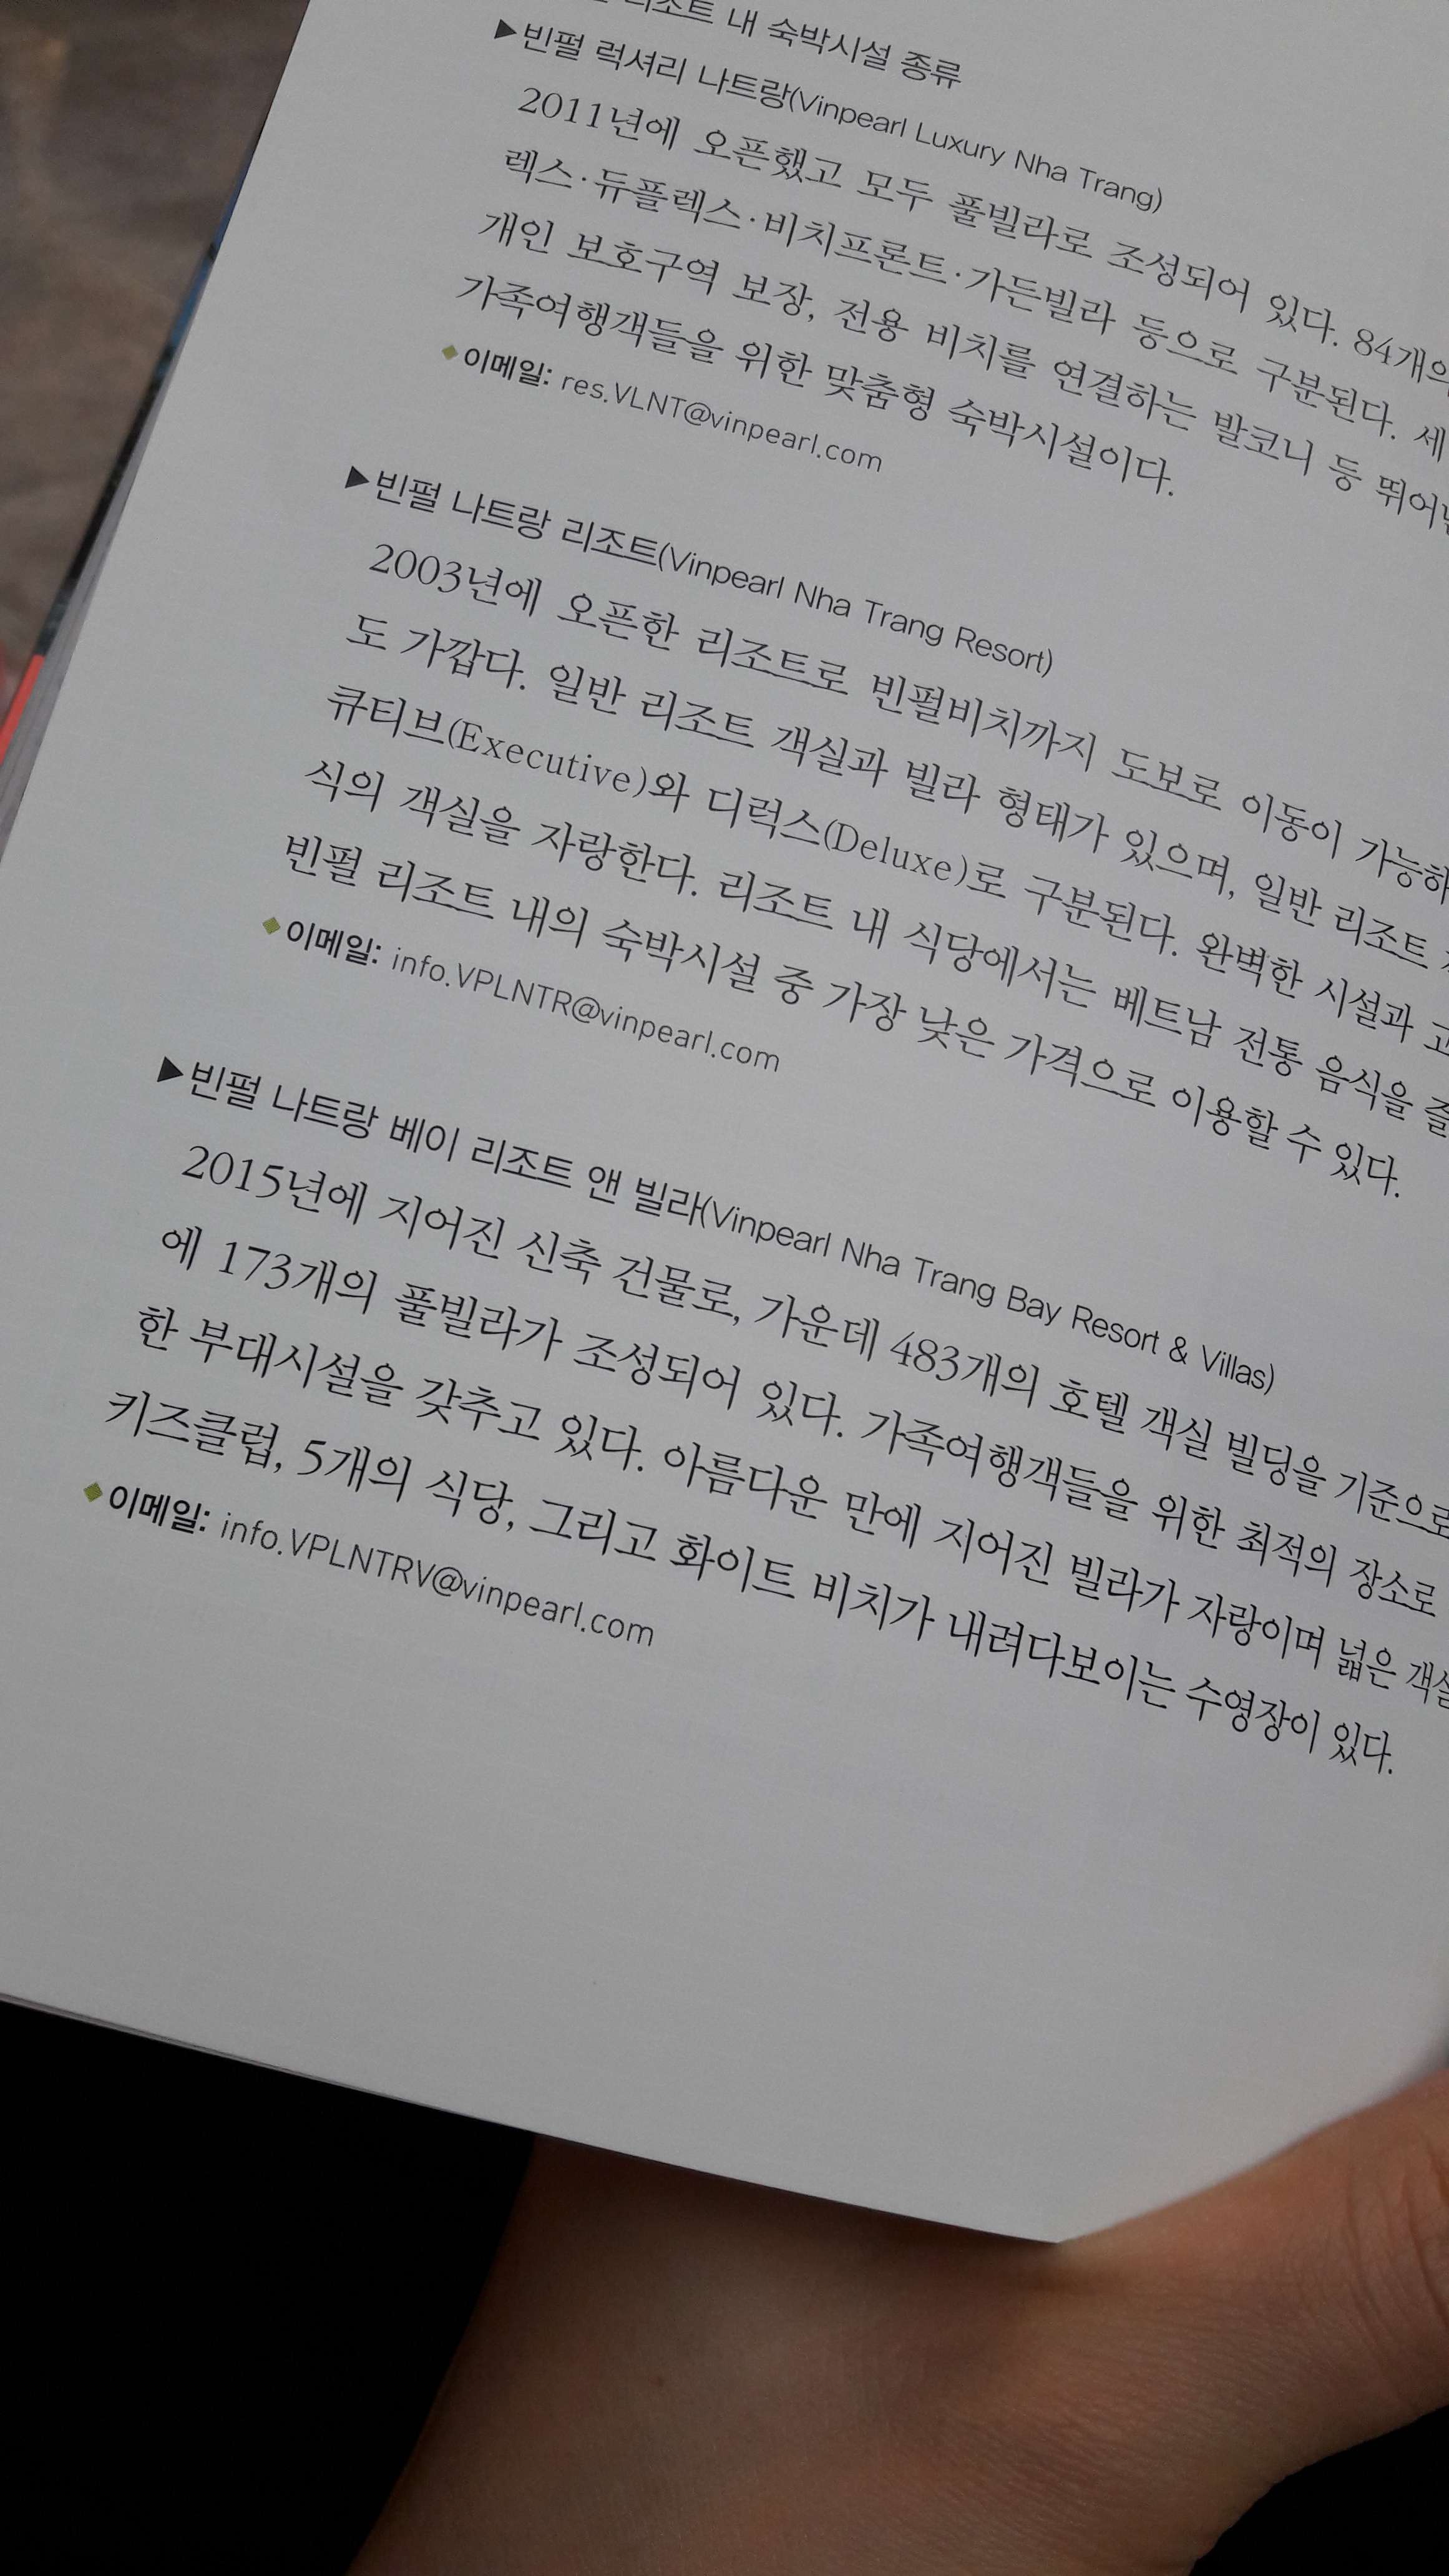 리조트 내 숙박시설 종류
▶빈펄 럭셔리 나트랑(Vinpearl Luxury Nha Trang)
2011년에 오픈했고 모두 풀빌라로 조성되어 있다. 84개의
렉스·듀플렉스·비치프론트·가든빌라 등으로 구분된다. 세
개인 보호구역 보장, 전용 비치를 연결하는 발코니 등 뛰어난
가족여행객들을 위한 맞춤형 숙박시설이다.
◆이메일: res.VLNT@vinpearl.com
▶빈펄 나트랑 리조트(Vinpearl Nha Trang Resort)
2003년에 오픈한 리조트로 빈펄비치까지 도보로 이동이 가능하
도 가깝다. 일반 리조트 객실과 빌라 형태가 있으며, 일반 리조트
큐티브(Executive)와 디럭스(Deluxe)로 구분된다. 완벽한 시설과
식의 객실을 자랑한다. 리조트 내 식당에서는 베트남 전통 음식을 즐
빈펄 리조트 내의 숙박시설 중 가장 낮은 가격으로 이용할 수 있다.
◆이메일: info.VPLNTR@vinpearl.com
▶빈펄 나트랑 베이 리조트 앤 빌라(Vinpearl Nha Trang Bay Resort & Villas)
2015년에 지어진 신축 건물로, 가운데 483개의 호텔 객실 빌딩을 기준으로
에 173개의 풀빌라가 조성되어 있다. 가족여행객들을 위한 최적의 장소로
한 부대시설을 갖추고 있다. 아름다운 만에 지어진 빌라가 자랑이며 넓은 객실
키즈클럽, 5개의 식당, 그리고 화이트 비치가 내려다보이는 수영장이 있다.
◆이메일: info.VPLNTRV@vinpearl.com